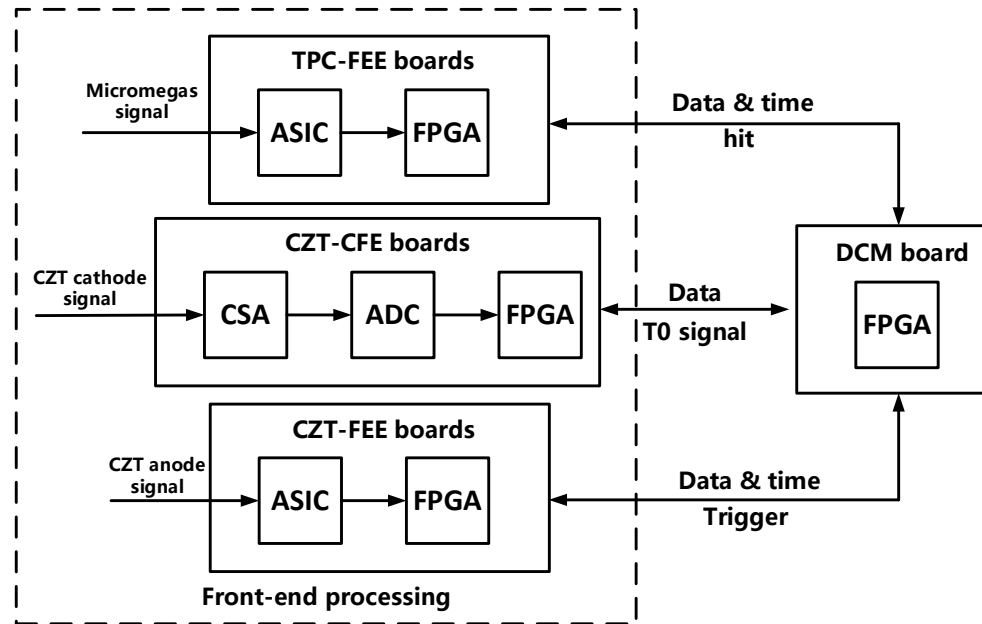 TPC-FEE boards
Micromegas
signal
ASIC
FPGA
Data & time
hit
CZT-CFE boards
CZT cathode
signal
CSA
ADC
FPGA
Data
T0 signal
DCM board
FPGA
CZT-FEE boards
CZT anode
signal
ASIC
FPGA
Data & time
Trigger
Front-end processing